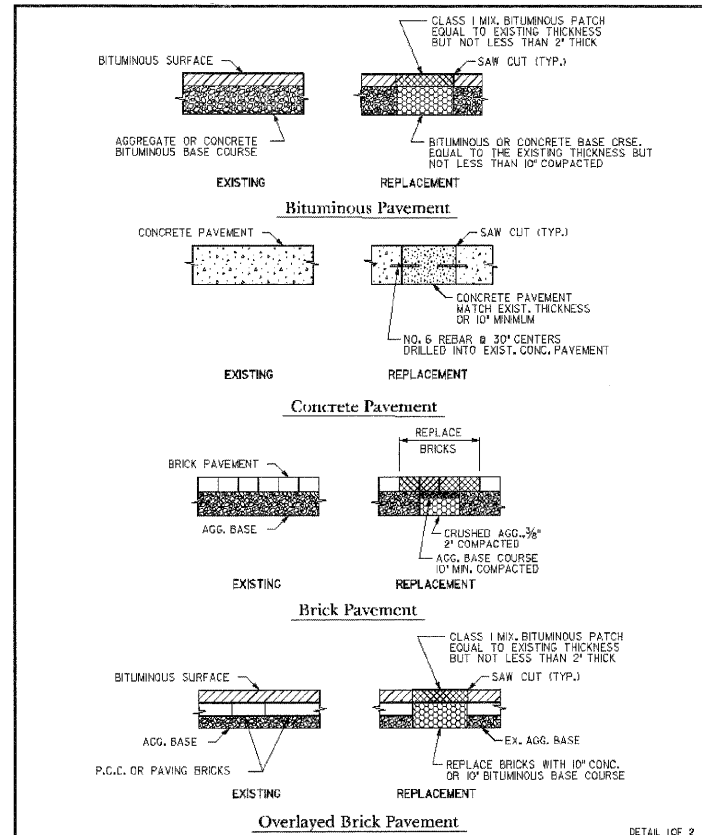 CLASS I MIX. BITUMINOUS PATCH
EQUAL TO EXISTING THICKNESS
BUT NOT LESS THAN 2" THICK
BITUMINOUS SURFACE
SAW CUT (TYP.)
AGGREGATE OR CONCRETE
BITUMINOUS BASE COURSE
BITUMINOUS OR CONCRETE BASE CRSE.
EQUAL TO THE EXISTING THICKNESS BUT
NOT LESS THAN 10" COMPACTED
EXISTING
REPLACEMENT
Bituminous Pavement
CONCRETE PAVEMENT
SAW CUT (TYP.)
CONCRETE PAVEMENT
MATCH EXIST. THICKNESS
OR 10" MINIMUM
NO. 6 REBAR @ 30" CENTERS
DRILLED INTO EXIST. CONC. PAVEMENT
EXISTING
REPLACEMENT
Concrete Pavement
REPLACE
BRICKS
BRICK PAVEMENT
AGG. BASE
CRUSHED AGG., 3/8"
2" COMPACTED
AGG. BASE COURSE
10" MIN. COMPACTED
EXISTING
REPLACEMENT
Brick Pavement
CLASS I MIX. BITUMINOUS PATCH
EQUAL TO EXISTING THICKNESS
BUT NOT LESS THAN 2" THICK
BITUMINOUS SURFACE
SAW CUT (TYP.)
AGG. BASE
EX. AGG. BASE
P.C.C. OR PAVING BRICKS
REPLACE BRICKS WITH 10" CONC.
OR 10" BITUMINOUS BASE COURSE
EXISTING
REPLACEMENT
Overlayed Brick Pavement
DETAIL 1 OF 2